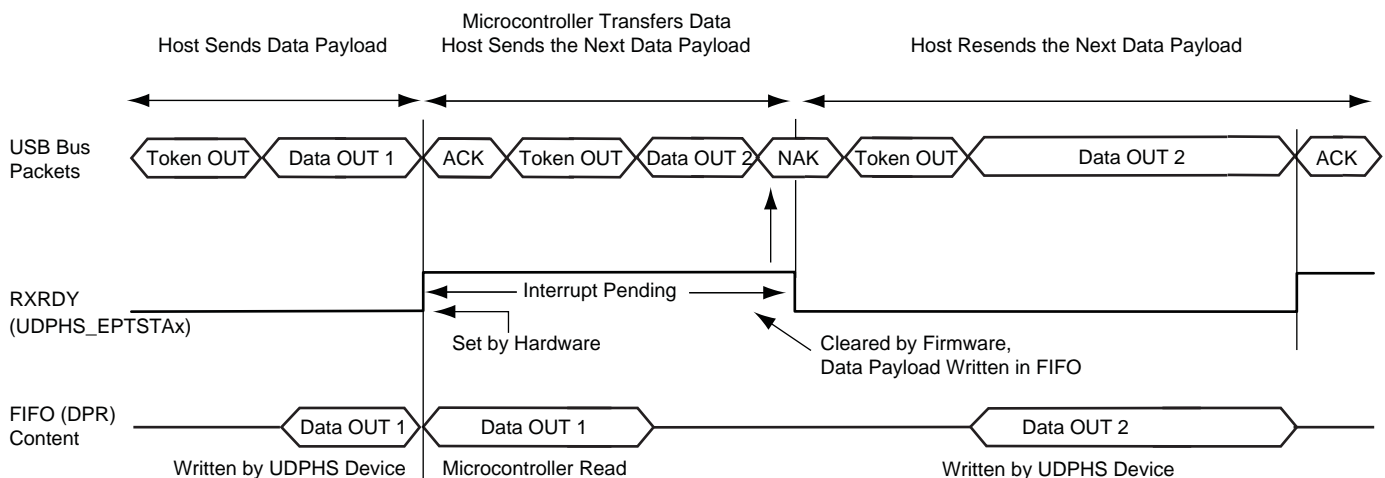 Microcontroller Transfers Data
Host Sends Data Payload
Host Sends the Next Data Payload
Host Resends the Next Data Payload
USB Bus
Packets
Token OUT
Data OUT 1
ACK
Token OUT
Data OUT 2
NAK
Token OUT
Data OUT 2
ACK
RXRDY
(UDPHS_EPTSTAx)
Interrupt Pending
Set by Hardware
Cleared by Firmware,
Data Payload Written in FIFO
FIFO (DPR)
Content
Data OUT 1
Data OUT 1
Data OUT 2
Written by UDPHS Device
Microcontroller Read
Written by UDPHS Device